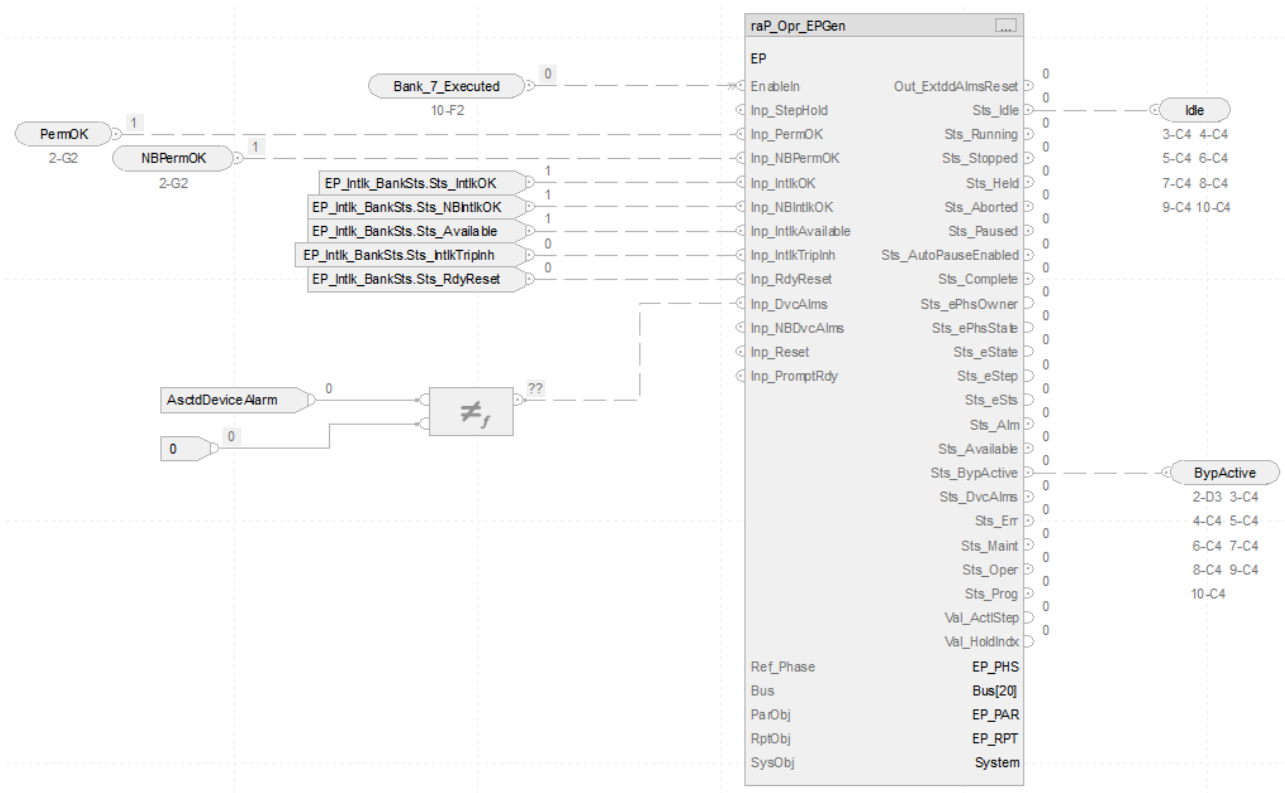 raP_Opr_EPGen ...
EP
Bank_7_Executed 0 EnableIn Out_ExtddAlmsReset 0
10-F2 Inp_StepHold Sts_Idle 0 Idle
PermOK 1 Inp_PermOK Sts_Running 0 3-C4 4-C4
2-G2 NBPermOK 1 Inp_NBPermOK Sts_Stopped 0 5-C4 6-C4
2-G2 EP_Intlk_BankSts.Sts_IntlkOK 1 Inp_IntlkOK Sts_Held 0 7-C4 8-C4
EP_Intlk_BankSts.Sts_NBIntlkOK 1 Inp_NBIntlkOK Sts_Aborted 0 9-C4 10-C4
EP_Intlk_BankSts.Sts_Available 1 Inp_IntlkAvailable Sts_Paused 0
EP_Intlk_BankSts.Sts_IntlkTripInh 0 Inp_IntlkTripInh Sts_AutoPauseEnabled 0
EP_Intlk_BankSts.Sts_RdyReset 0 Inp_RdyReset Sts_Complete 0
Inp_DvcAlms Sts_ePhsOwner 0
Inp_NBDvcAlms Sts_ePhsState 0
Inp_Reset Sts_eState 0
Inp_PromptRdy Sts_eStep 0
AsctdDeviceAlarm 0 ≠f ?? Sts_eSts 0
Sts_Alm 0
0 0 Sts_Available 0
Sts_BypActive 0 BypActive
Sts_DvcAlms 0 2-D3 3-C4
Sts_Err 0 4-C4 5-C4
Sts_Maint 0 6-C4 7-C4
Sts_Oper 0 8-C4 9-C4
Sts_Prog 0 10-C4
Val_ActlStep 0
Val_HoldIndx 0
Ref_Phase EP_PHS
Bus Bus[20]
ParObj EP_PAR
RptObj EP_RPT
SysObj System